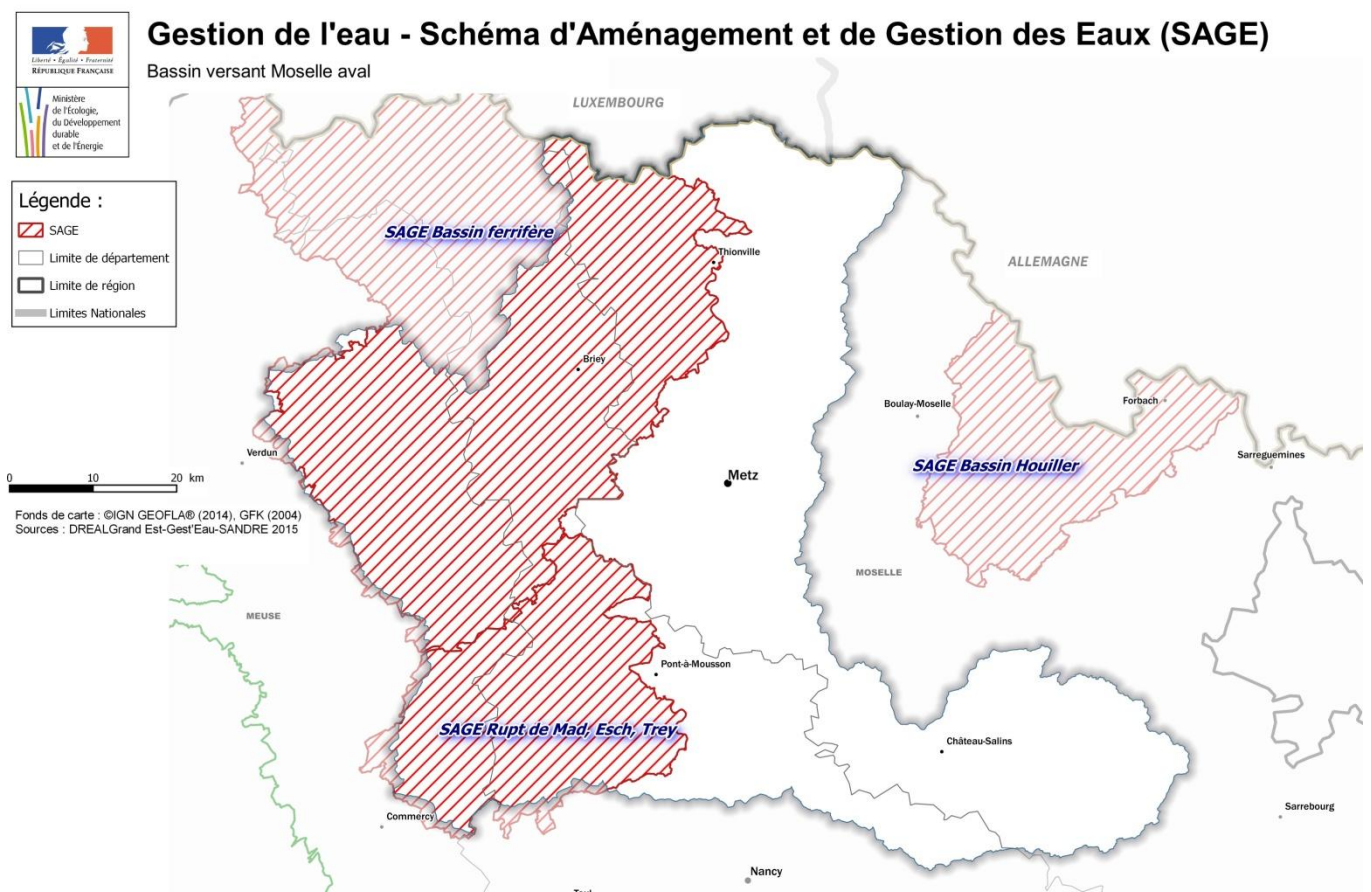 Gestion de l'eau - Schéma d'Aménagement et de Gestion des Eaux (SAGE)
Bassin versant Moselle aval
Liberté • Égalité • Fraternité
RÉPUBLIQUE FRANÇAISE
Ministère
de l'Écologie,
du Développement
durable
et de l'Énergie
Légende :
SAGE
Limite de département
Limite de région
Limites Nationales
0 10 20 km
Fonds de carte : ©IGN GEOFLA® (2014), GFK (2004)
Sources : DREALGrand Est-Gest'Eau-SANDRE 2015
LUXEMBOURG
SAGE Bassin ferrifère
Thionville
ALLEMAGNE
Briey
Boulay-Moselle
Forbach
Verdun
Metz
SAGE Bassin Houiller
Sarreguemines
MOSELLE
MEUSE
Pont-à-Mousson
SAGE Rupt de Mad, Esch, Trey
Château-Salins
Commercy
Sarrebourg
Nancy